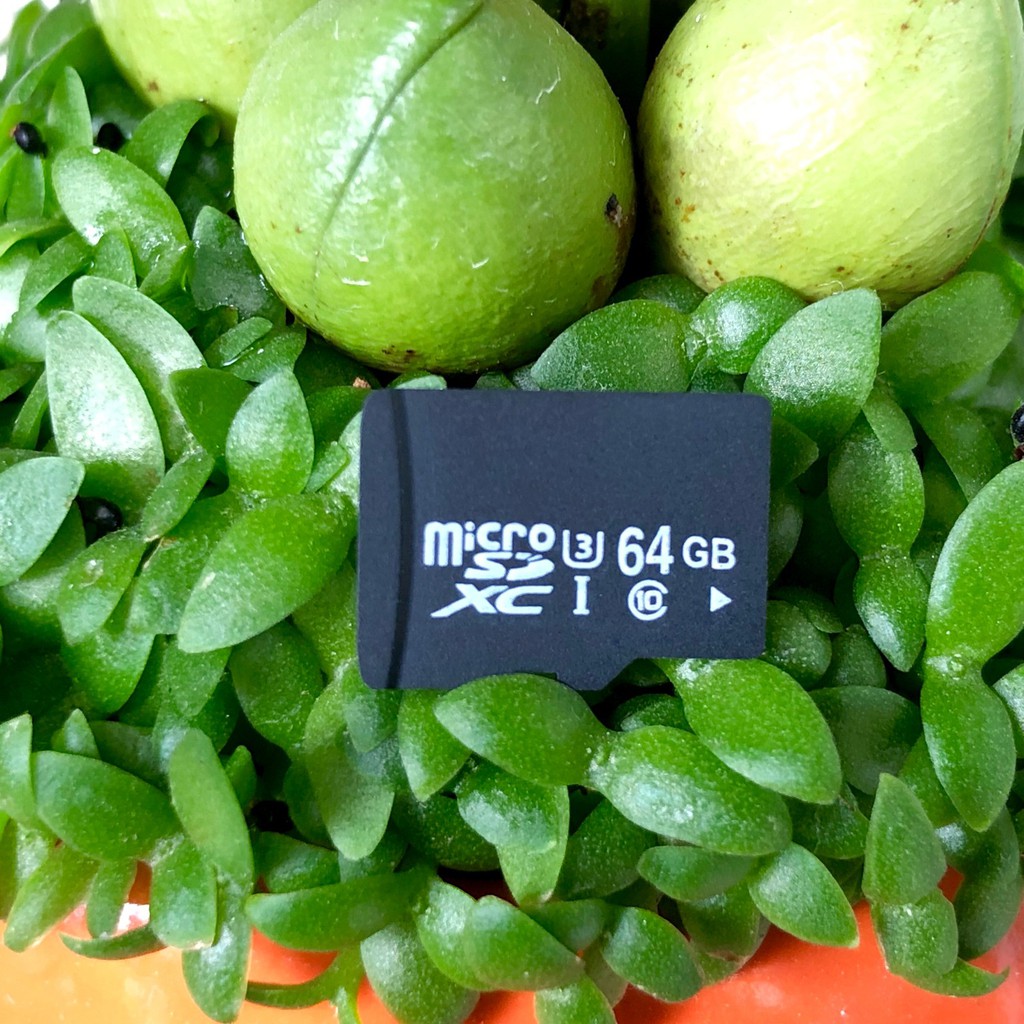 micro SD XC U3 I 64 GB
10